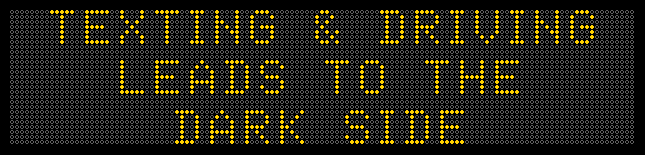 TEXTING & DRIVING
LEADS TO THE
DARK SIDE